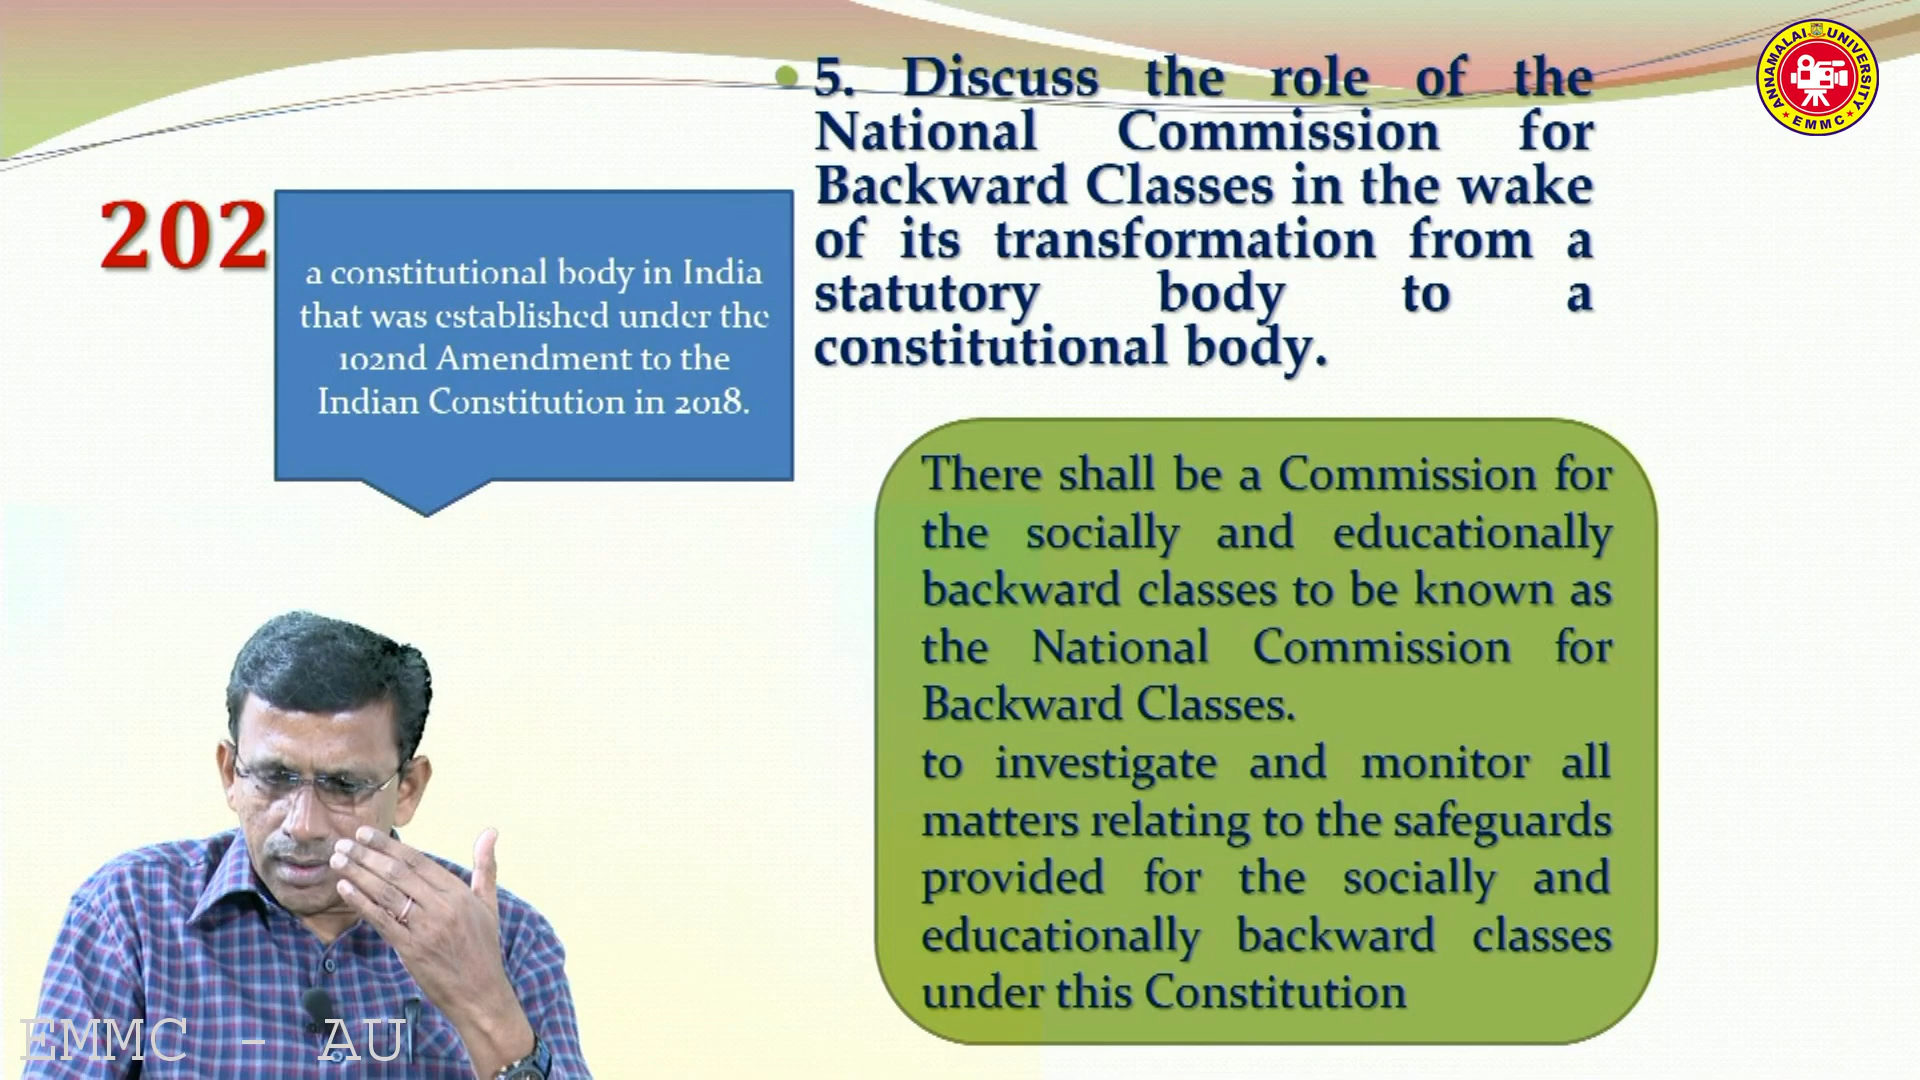 5. Discuss the role of the
National Commission for
Backward Classes in the wake
of its transformation from a
statutory body to a
constitutional body.
202
a constitutional body in India
that was established under the
102nd Amendment to the
Indian Constitution in 2018.
There shall be a Commission for
the socially and educationally
backward classes to be known as
the National Commission for
Backward Classes.
to investigate and monitor all
matters relating to the safeguards
provided for the socially and
educationally backward classes
under this Constitution
ANNAMALAI UNIVERSITY
EMMC
EMMC - AU